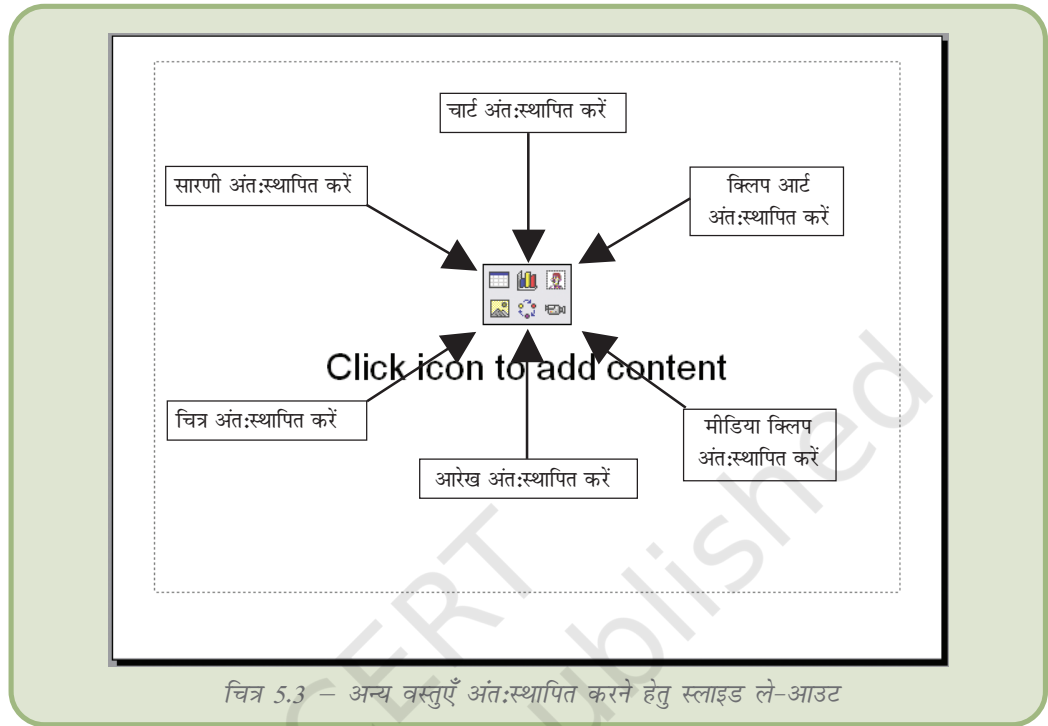 चार्ट अंत:स्थापित करें
सारणी अंत:स्थापित करें
क्लिप आर्ट
अंत:स्थापित करें
Click icon to add content
चित्र अंत:स्थापित करें
मीडिया क्लिप
अंत:स्थापित करें
आरेख अंत:स्थापित करें
चित्र 5.3 – अन्य वस्तुएँ अंत:स्थापित करने हेतु स्लाइड ले-आउट